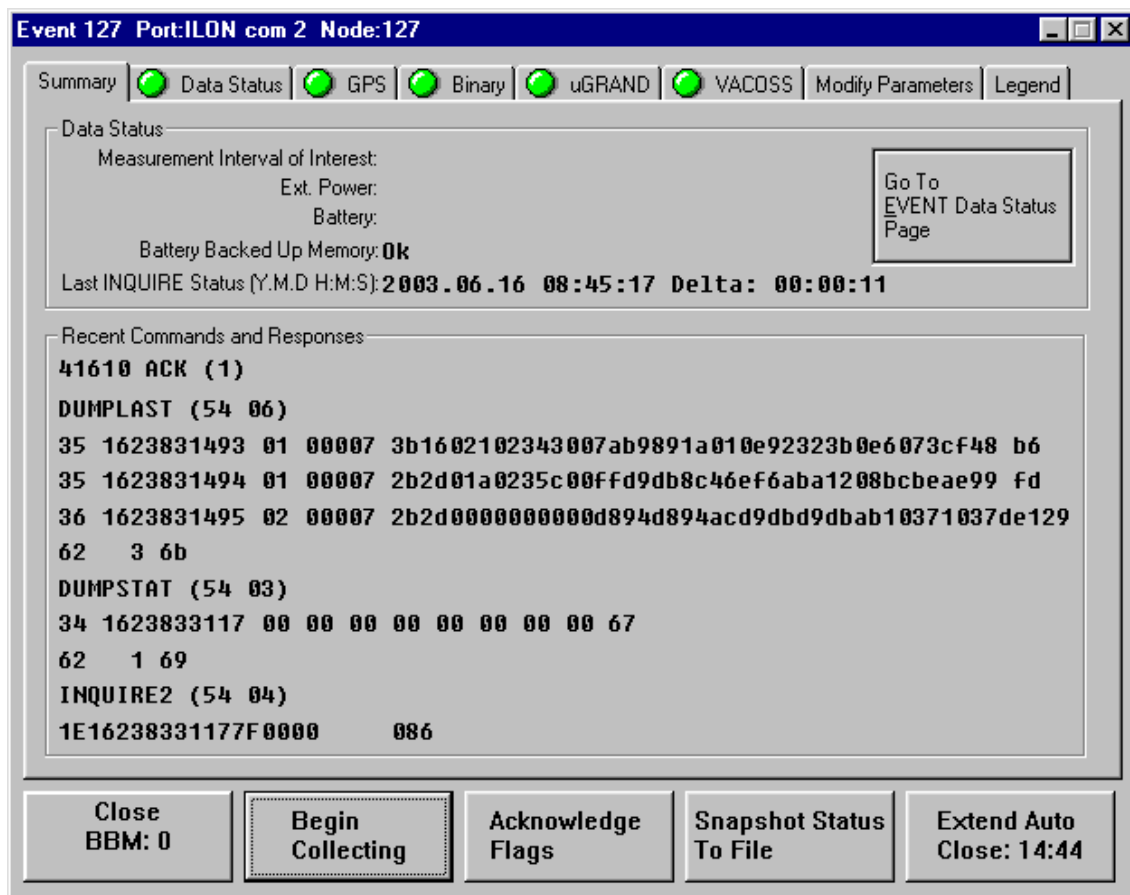 Event 127 Port:ILON com 2 Node:127
Summary Data Status GPS Binary uGRAND VACOSS Modify Parameters Legend
Data Status
Measurement Interval of Interest:
Ext. Power:
Battery:
Battery Backed Up Memory: Ok
Last INQUIRE Status (Y.M.D H:M:S): 2003.06.16 08:45:17 Delta: 00:00:11
Go To
EVENT Data Status
Page
Recent Commands and Responses
41610 ACK (1)
DUMPLAST (54 06)
35 1623831493 01 00007 3b1602102343007ab9891a010e92323b0e6073cf48 b6
35 1623831494 01 00007 2b2d01a0235c00ffd9db8c46ef6aba1208bcbeae99 fd
36 1623831495 02 00007 2b2d0000000000d894d894acd9dbd9dbab10371037de129
62 3 6b
DUMPSTAT (54 03)
34 1623833117 00 00 00 00 00 00 00 00 67
62 1 69
INQUIRE2 (54 04)
1E16238331177F0000 086
Close
BBM: 0
Begin
Collecting
Acknowledge
Flags
Snapshot Status
To File
Extend Auto
Close: 14:44